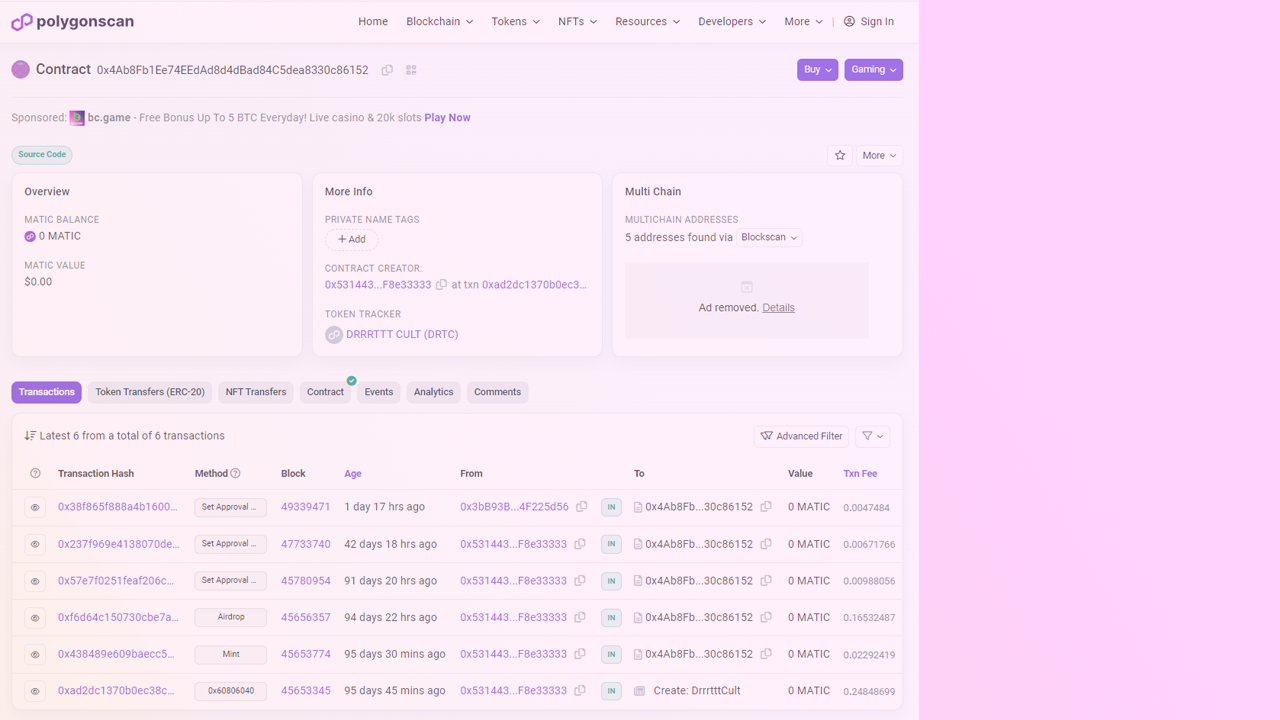 polygonscan Home Blockchain Tokens NFTs Resources Developers More | Sign In
Contract 0x4Ab8Fb1Ee74EEdAd8d4dBad84C5dea8330c86152 Buy Gaming
Sponsored: bc.game - Free Bonus Up To 5 BTC Everyday! Live casino & 20k slots Play Now
Source Code More
Overview
MATIC BALANCE
0 MATIC
MATIC VALUE
$0.00
More Info
PRIVATE NAME TAGS
+ Add
CONTRACT CREATOR:
0x531443...F8e33333 at txn 0xad2dc1370b0ec3...
TOKEN TRACKER
DRRRTTT CULT (DRTC)
Multi Chain
MULTICHAIN ADDRESSES
5 addresses found via Blockscan
Ad removed. Details
Transactions Token Transfers (ERC-20) NFT Transfers Contract Events Analytics Comments
Latest 6 from a total of 6 transactions Advanced Filter
Transaction Hash Method Block Age From To Value Txn Fee
0x38f865f888a4b1600... Set Approval ... 49339471 1 day 17 hrs ago 0x3bB93B...4F225d56 IN 0x4Ab8Fb...30c86152 0 MATIC 0.0047484
0x237f969e4138070de... Set Approval ... 47733740 42 days 18 hrs ago 0x531443...F8e33333 IN 0x4Ab8Fb...30c86152 0 MATIC 0.00671766
0x57e7f0251feaf206c... Set Approval ... 45780954 91 days 20 hrs ago 0x531443...F8e33333 IN 0x4Ab8Fb...30c86152 0 MATIC 0.00988056
0xf6d64c150730cbe7a... Airdrop 45656357 94 days 22 hrs ago 0x531443...F8e33333 IN 0x4Ab8Fb...30c86152 0 MATIC 0.16532487
0x438489e609baecc5... Mint 45653774 95 days 30 mins ago 0x531443...F8e33333 IN 0x4Ab8Fb...30c86152 0 MATIC 0.02292419
0xad2dc1370b0ec38c... 0x60806040 45653345 95 days 45 mins ago 0x531443...F8e33333 IN Create: DrrrtttCult 0 MATIC 0.24848699